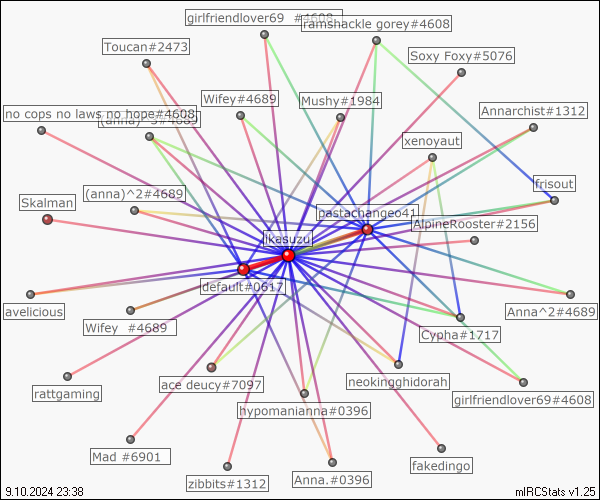 girlfriendlover69 #4608
ramshackle gorey#4608
Toucan#2473
Soxy Foxy#5076
Wifey#4689
Mushy#1984
Annarchist#1312
no cops no laws no hope#4608
xenoyaut
(anna)^2#4689
frisout
Skalman
pastachangeo41
AlpineRooster#2156
ikesuzu
default#0617
avelicious
Anna^2#4689
Wifey #4689
Cypha#1717
rattgaming
ace deucy#7097
neokingghidorah
girlfriendlover69#4608
hypomanianna#0396
Mad #6901
zibbits#1312
Anna.#0396
fakedingo
9.10.2024 23:38
mIRCStats v1.25